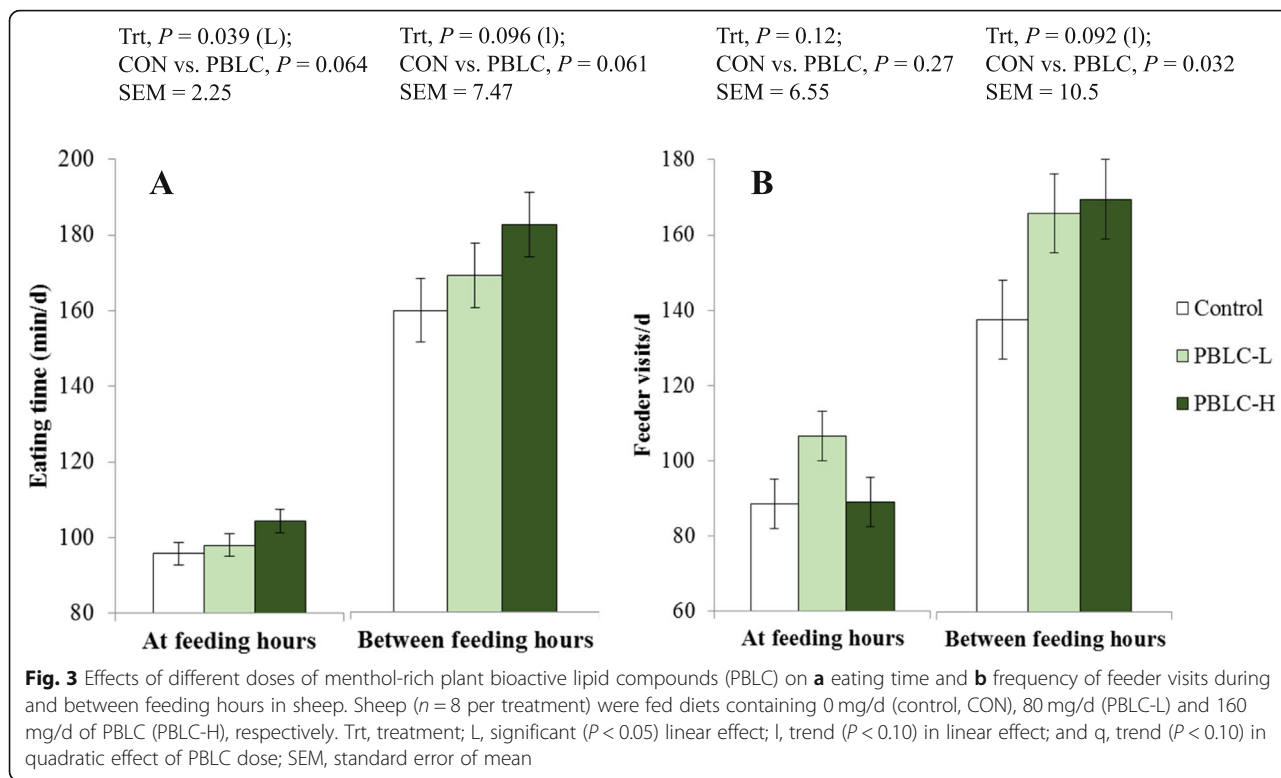 Trt, P = 0.039 (L);
CON vs. PBLC, P = 0.064
SEM = 2.25
Trt, P = 0.096 (l);
CON vs. PBLC, P = 0.061
SEM = 7.47
Trt, P = 0.12;
CON vs. PBLC, P = 0.27
SEM = 6.55
Trt, P = 0.092 (l);
CON vs. PBLC, P = 0.032
SEM = 10.5
A
Eating time (min/d)
200
180
160
140
120
100
80
At feeding hours
Between feeding hours
B
Feeder visits/d
180
160
140
120
100
80
60
At feeding hours
Between feeding hours
Control
PBLC-L
PBLC-H
Fig. 3 Effects of different doses of menthol-rich plant bioactive lipid compounds (PBLC) on a eating time and b frequency of feeder visits during
and between feeding hours in sheep. Sheep (n = 8 per treatment) were fed diets containing 0 mg/d (control, CON), 80 mg/d (PBLC-L) and 160
mg/d of PBLC (PBLC-H), respectively. Trt, treatment; L, significant (P < 0.05) linear effect; l, trend (P < 0.10) in linear effect; and q, trend (P < 0.10) in
quadratic effect of PBLC dose; SEM, standard error of mean